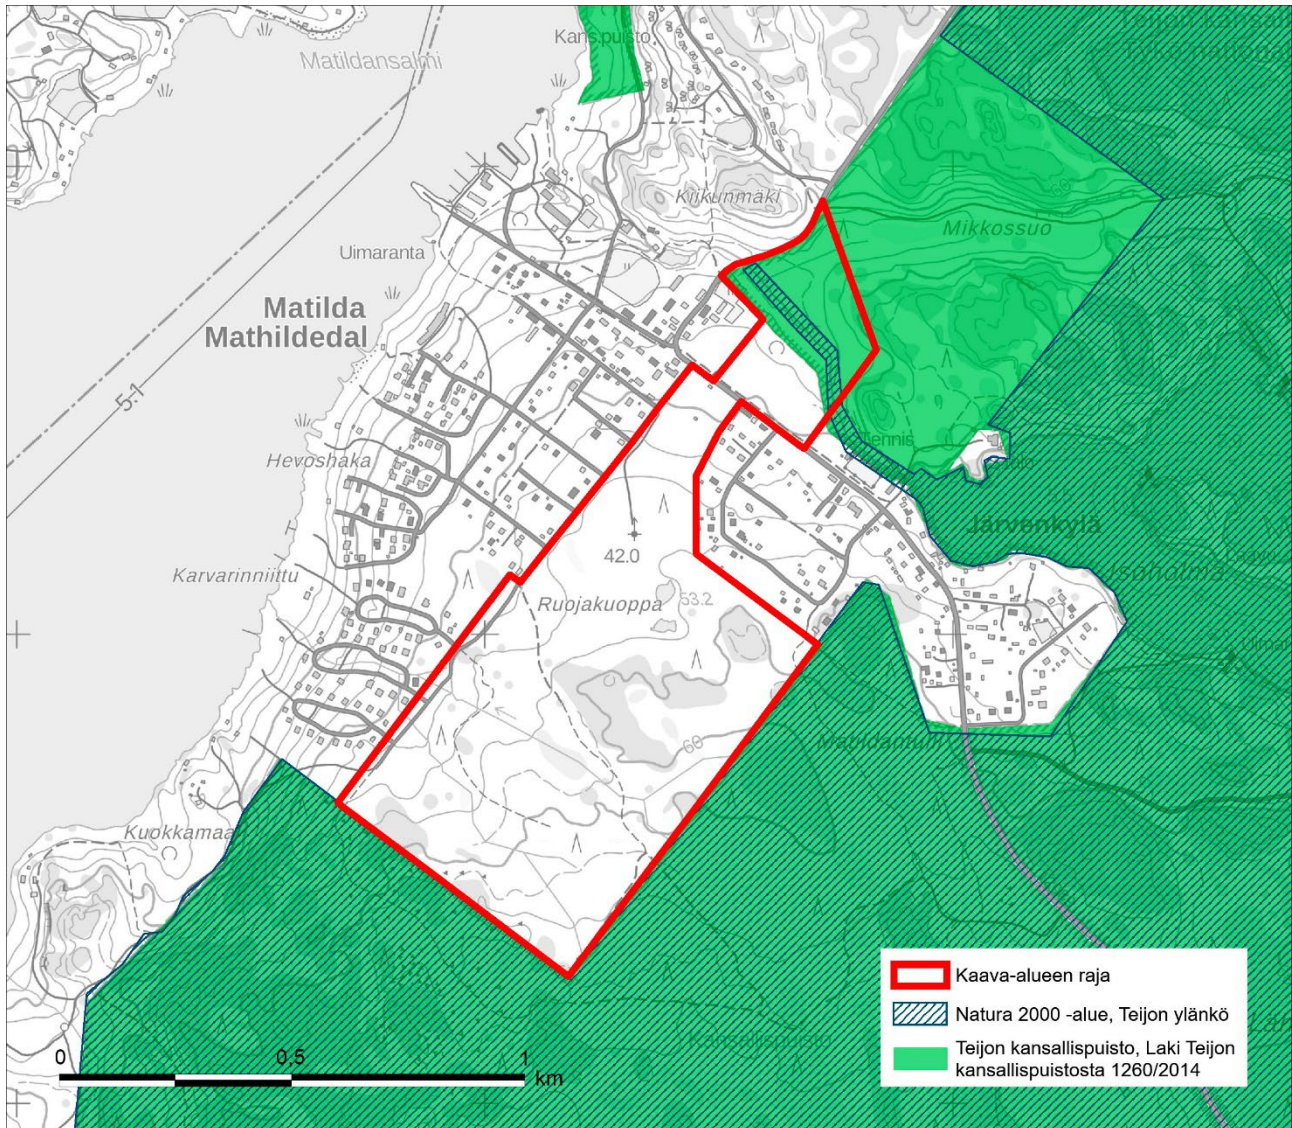 Kans.puisto
Matildansalmi
Kiikunmäki
Mikkossuo
Uimaranta
Matilda
Mathildedal
5.1
Hevoshaka
Tennis
Järvenkylä
Karvarinniittu
42.0
Ruojakuoppa
53.2
60
Kuokkamaa
Kansallispuisto
Kaava-alueen raja
Natura 2000 -alue, Teijon ylänkö
Teijon kansallispuisto, Laki Teijon
kansallispuistosta 1260/2014
0 0,5 1
km